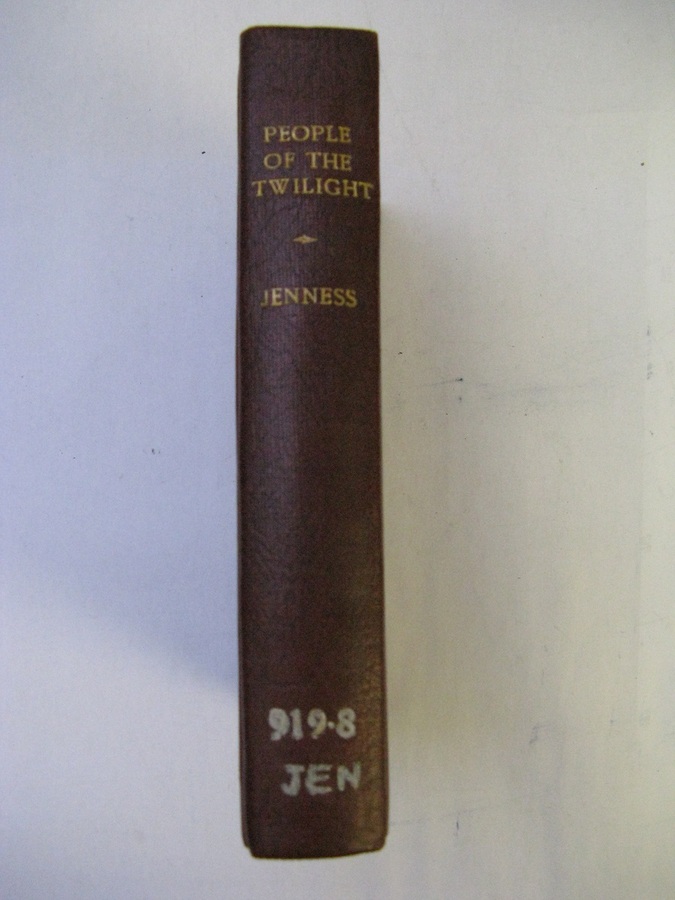 PEOPLE
OF THE
TWILIGHT
JENNESS
919.8
JEN